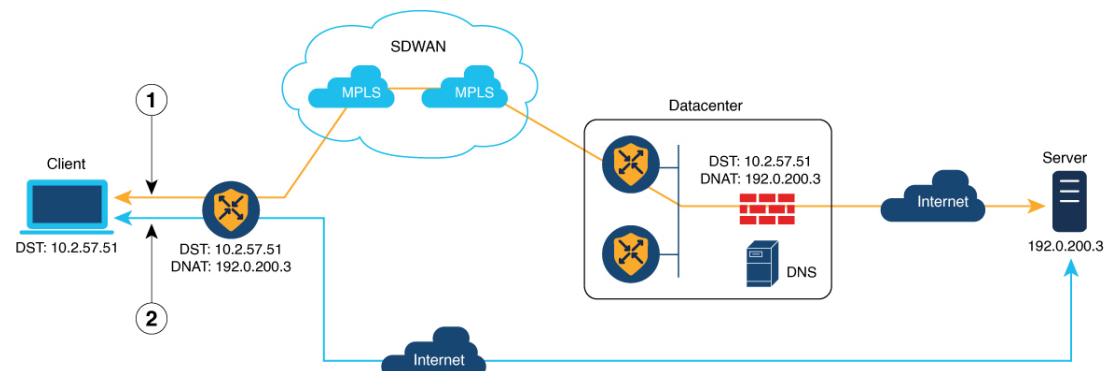 SDWAN
MPLS
MPLS
1
Datacenter
Client
DST: 10.2.57.51
DNAT: 192.0.200.3
Server
Internet
DST: 10.2.57.51
DST: 10.2.57.51
DNAT: 192.0.200.3
192.0.200.3
DNS
2
Internet